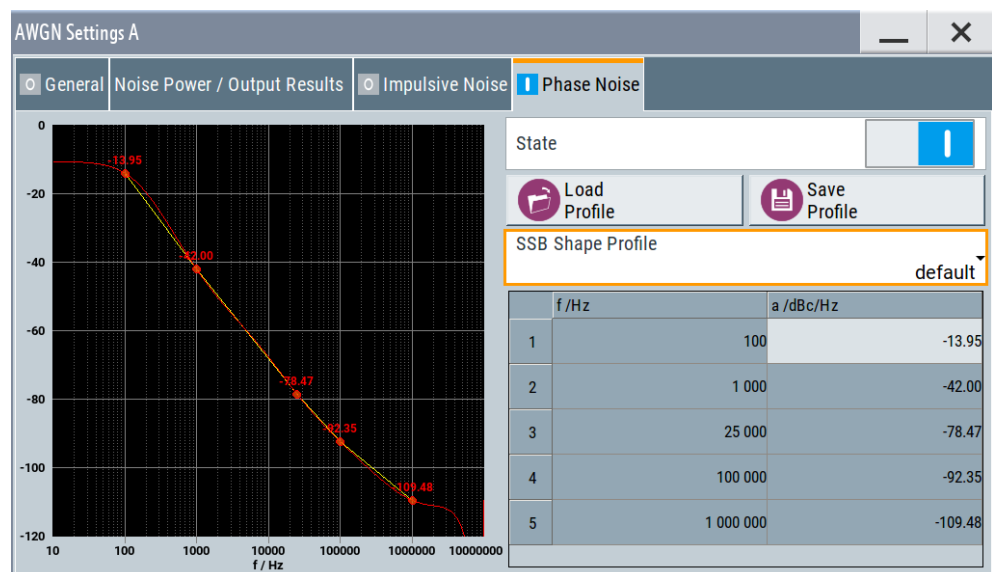 AWGN Settings A
O General Noise Power / Output Results O Impulsive Noise Phase Noise
0
-20
-40
-60
-80
-100
-120
10 100 1000 10000 100000 1000000 10000000
f / Hz
-13.95
-42.00
-78.47
-92.35
-109.48
State
Load Profile
Save Profile
SSB Shape Profile
default
f /Hz a /dBc/Hz
1 100 -13.95
2 1 000 -42.00
3 25 000 -78.47
4 100 000 -92.35
5 1 000 000 -109.48